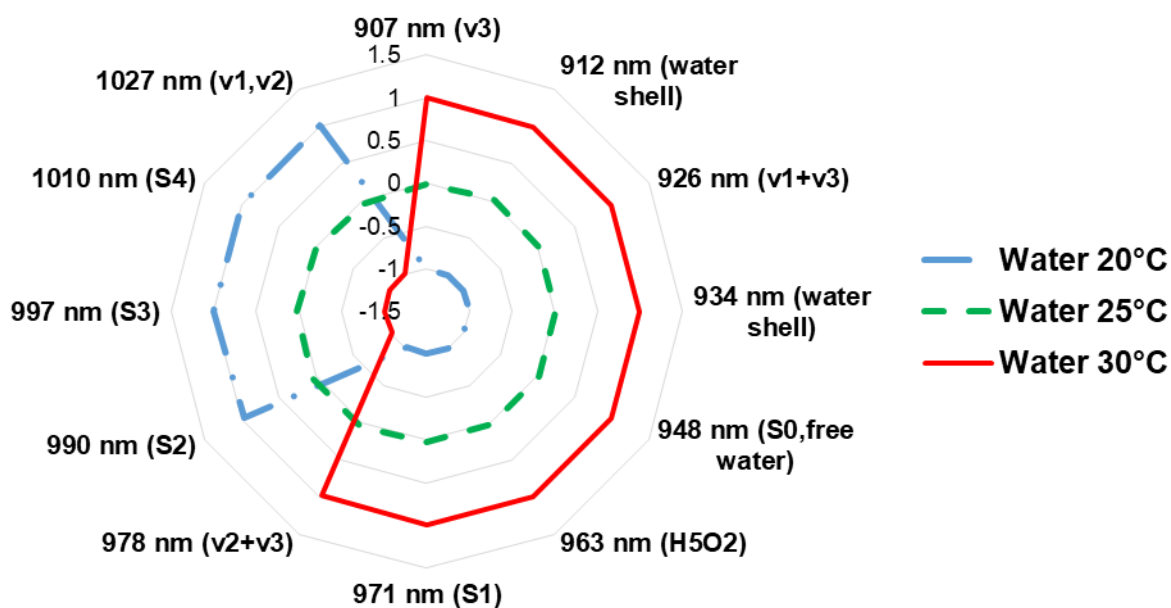 907 nm (v3)
912 nm (water
shell)
926 nm (v1+v3)
934 nm (water
shell)
948 nm (S0,free
water)
963 nm (H5O2)
971 nm (S1)
978 nm (v2+v3)
990 nm (S2)
997 nm (S3)
1010 nm (S4)
1027 nm (v1,v2)
1.5
1
0.5
0
-0.5
-1
-1.5
Water 20°C
Water 25°C
Water 30°C